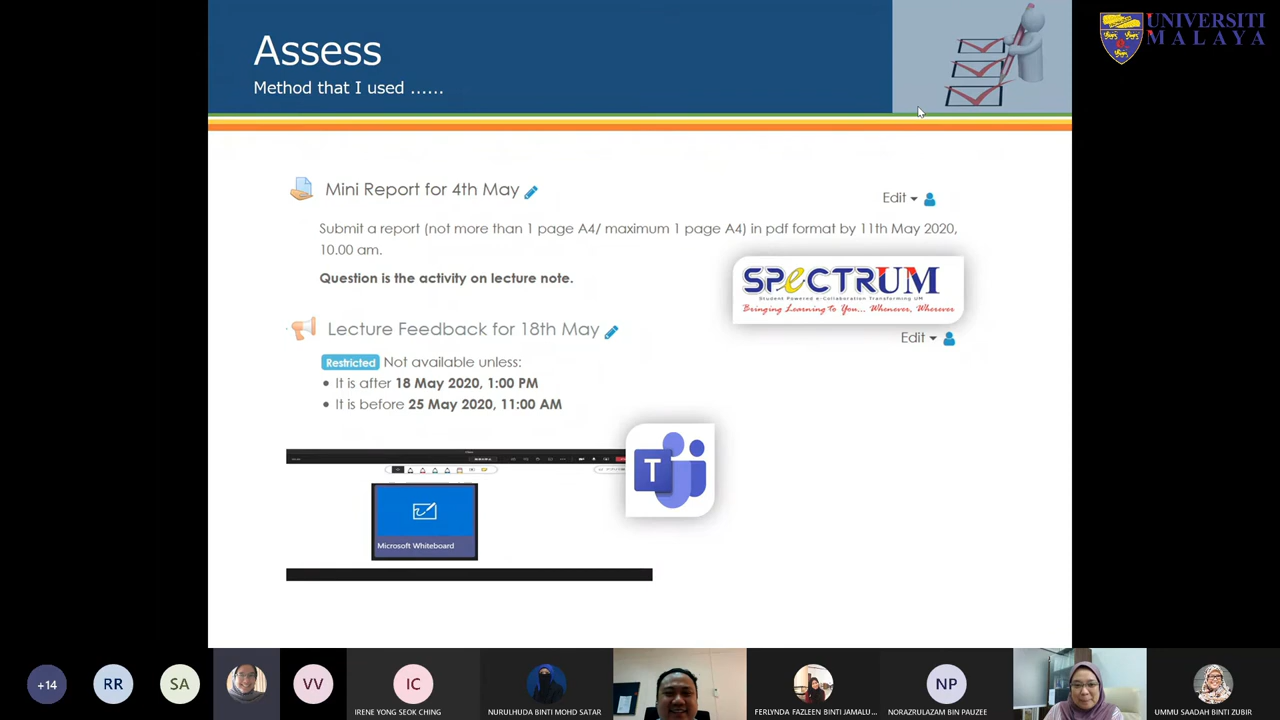 Assess
Method that I used ......
UNIVERSITI
MALAYA
Mini Report for 4th May
Edit
Submit a report (not more than 1 page A4/ maximum 1 page A4) in pdf format by 11th May 2020,
10.00 am.
Question is the activity on lecture note.
SPeCTRUM
Student Powered e-Collaboration Transforming UM
Bringing Learning to You... Whenever, Wherever
Lecture Feedback for 18th May
Edit
Restricted Not available unless:
It is after 18 May 2020, 1:00 PM
It is before 25 May 2020, 11:00 AM
T
Microsoft Whiteboard
+14
RR
SA
VV
IC
IRENE YONG SEOK CHING
NURULHUDA BINTI MOHD SATAR
FERLYNDA FAZLEEN BINTI JAMALU...
NP
NORAZRULAZAM BIN PAUZEE
UMMU SAADAH BINTI ZUBIR